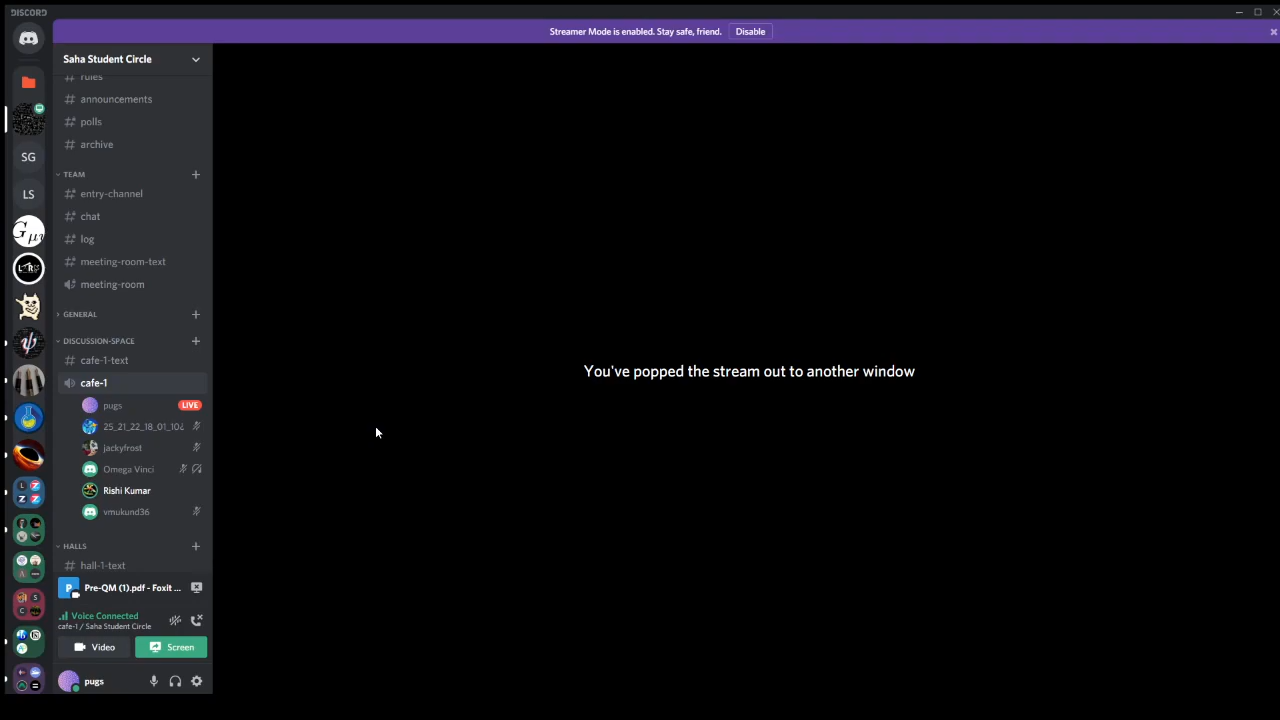 DISCORD
Streamer Mode is enabled. Stay safe, friend. Disable
Saha Student Circle
rules
announcements
polls
archive
SG
TEAM
LS
entry-channel
chat
Gμν
log
meeting-room-text
meeting-room
GENERAL
ψ
DISCUSSION-SPACE
cafe-1-text
You've popped the stream out to another window
cafe-1
pugs LIVE
25_21_22_18_01_10
jackyfrost
Omega Vinci
Rishi Kumar
vmukund36
HALLS
hall-1-text
P Pre-QM (1).pdf - Foxit ...
Voice Connected
cafe-1 / Saha Student Circle
Video Screen
pugs